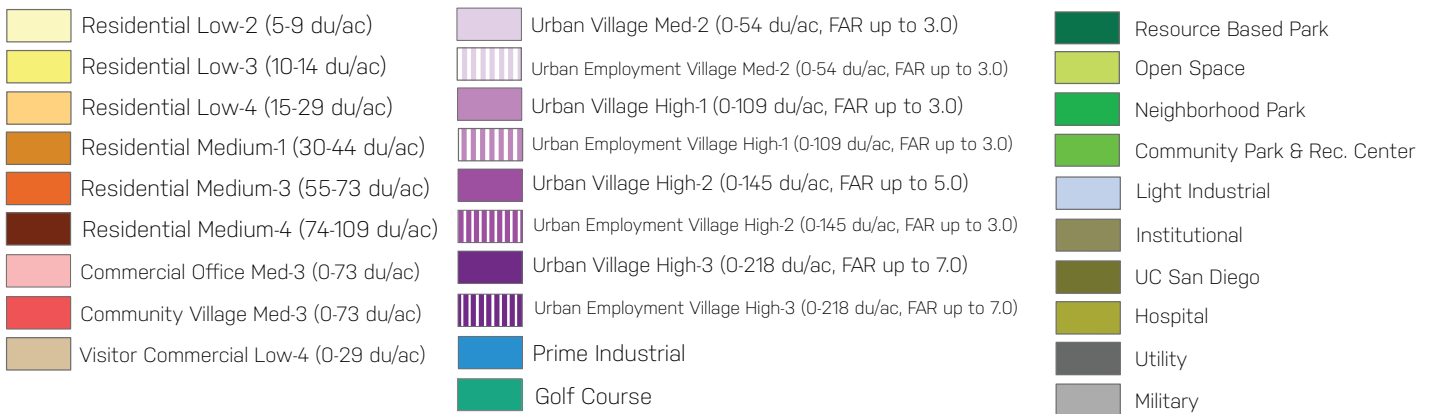 Residential Low-2 (5-9 du/ac)
Residential Low-3 (10-14 du/ac)
Residential Low-4 (15-29 du/ac)
Residential Medium-1 (30-44 du/ac)
Residential Medium-3 (55-73 du/ac)
Residential Medium-4 (74-109 du/ac)
Commercial Office Med-3 (0-73 du/ac)
Community Village Med-3 (0-73 du/ac)
Visitor Commercial Low-4 (0-29 du/ac)
Urban Village Med-2 (0-54 du/ac, FAR up to 3.0)
Urban Employment Village Med-2 (0-54 du/ac, FAR up to 3.0)
Urban Village High-1 (0-109 du/ac, FAR up to 3.0)
Urban Employment Village High-1 (0-109 du/ac, FAR up to 3.0)
Urban Village High-2 (0-145 du/ac, FAR up to 5.0)
Urban Employment Village High-2 (0-145 du/ac, FAR up to 3.0)
Urban Village High-3 (0-218 du/ac, FAR up to 7.0)
Urban Employment Village High-3 (0-218 du/ac, FAR up to 7.0)
Prime Industrial
Golf Course
Resource Based Park
Open Space
Neighborhood Park
Community Park & Rec. Center
Light Industrial
Institutional
UC San Diego
Hospital
Utility
Military